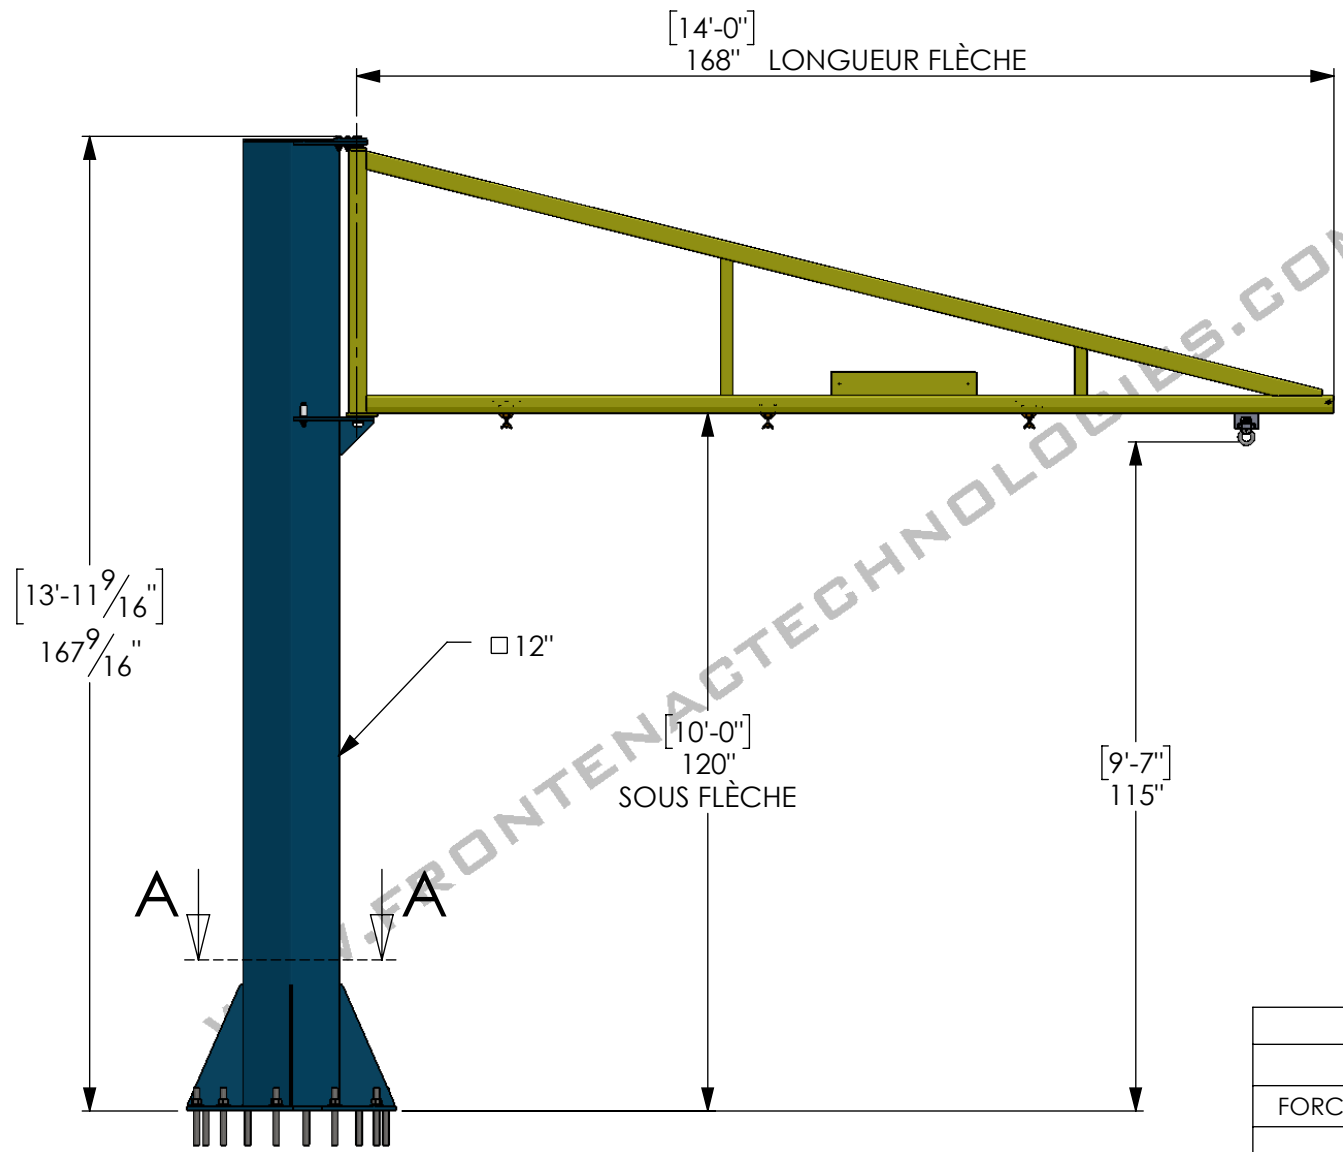 [14'-0"]
168" LONGUEUR FLÈCHE
[13'-11 9/16"]
167 9/16"
□12"
[10'-0"]
120"
SOUS FLÈCHE
[9'-7"]
115"
A A
FORC
.FRONTENACTECHNOLOGIES.COM